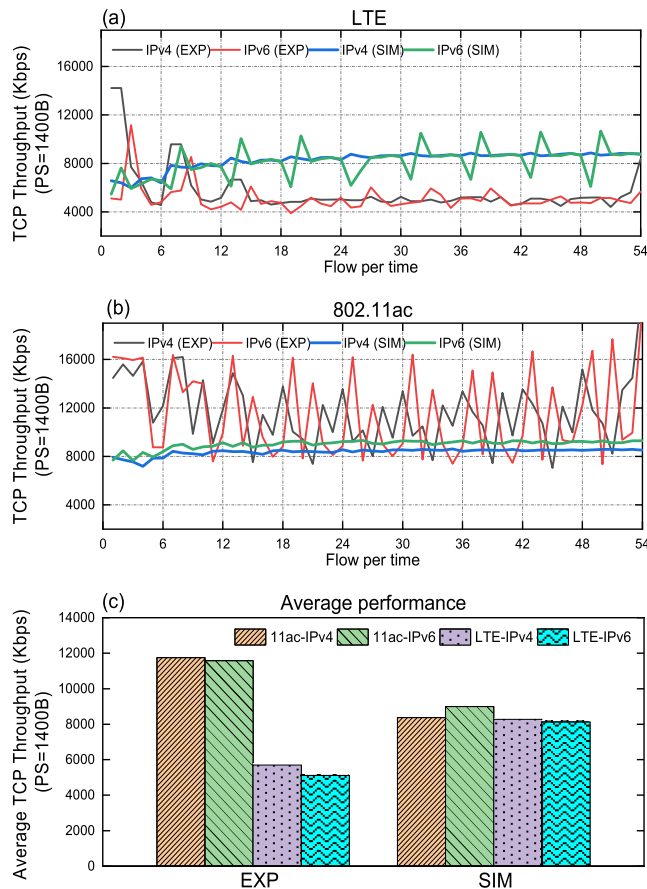 (a) LTE
IPv4 (EXP) IPv6 (EXP) IPv4 (SIM) IPv6 (SIM)
16000
12000
8000
4000
TCP Throughput (Kbps)
(PS=1400B)
0 6 12 18 24 30 36 42 48 54
Flow per time
(b) 802.11ac
IPv4 (EXP) IPv6 (EXP) IPv4 (SIM) IPv6 (SIM)
16000
12000
8000
4000
TCP Throughput (Kbps)
(PS=1400B)
0 6 12 18 24 30 36 42 48 54
Flow per time
(c) Average performance
11ac-IPv4 11ac-IPv6 LTE-IPv4 LTE-IPv6
14000
12000
10000
8000
6000
4000
2000
0
Average TCP Throughput (Kbps)
(PS=1400B)
EXP SIM